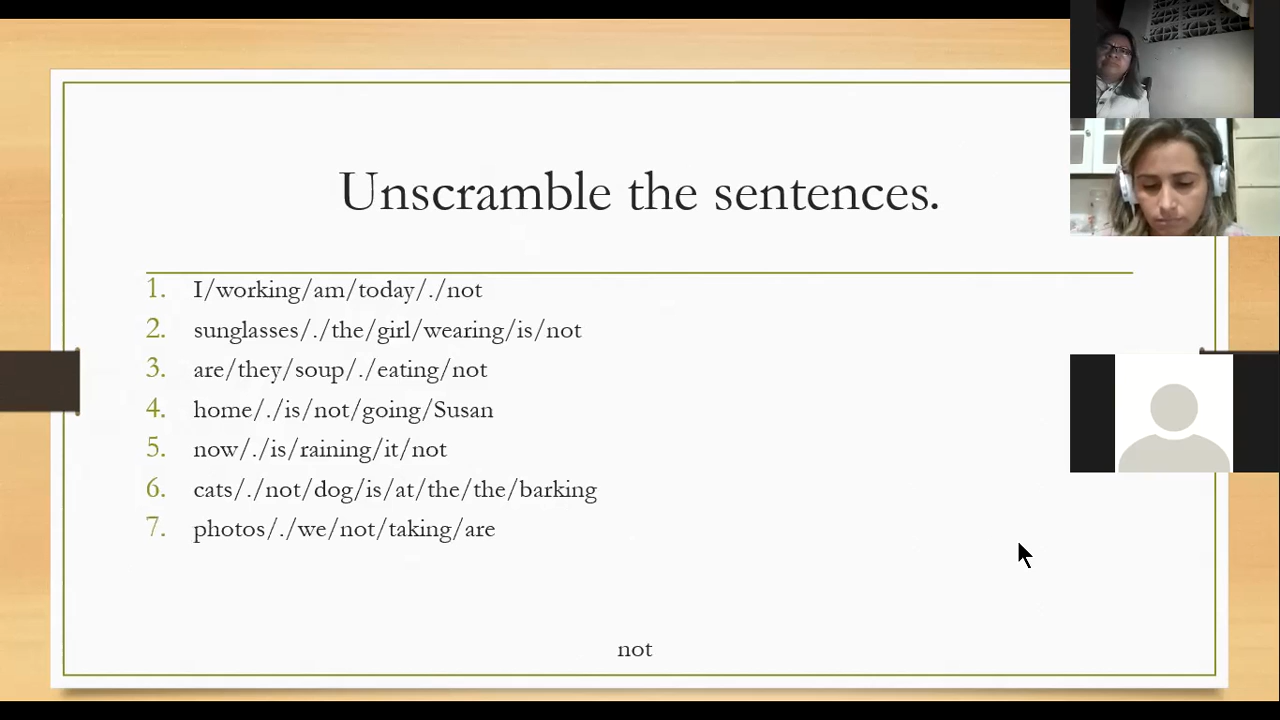 Unscramble the sentences.
1. I/working/am/today/./not
2. sunglasses/./the/girl/wearing/is/not
3. are/they/soup/./eating/not
4. home/./is/not/going/Susan
5. now/./is/raining/it/not
6. cats/./not/dog/is/at/the/the/barking
7. photos/./we/not/taking/are
not